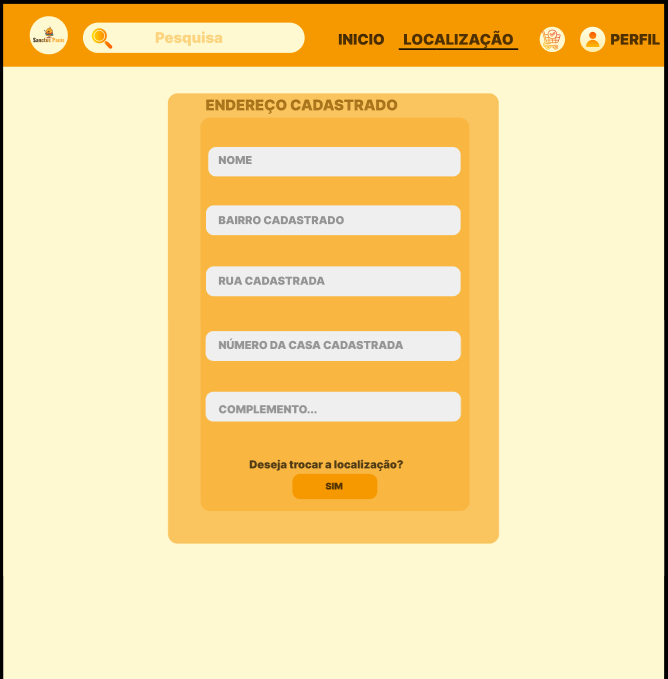 Sanctus Panis
Pesquisa
INICIO
LOCALIZAÇÃO
PERFIL
ENDEREÇO CADASTRADO
NOME
BAIRRO CADASTRADO
RUA CADASTRADA
NÚMERO DA CASA CADASTRADA
COMPLEMENTO...
Deseja trocar a localização?
SIM